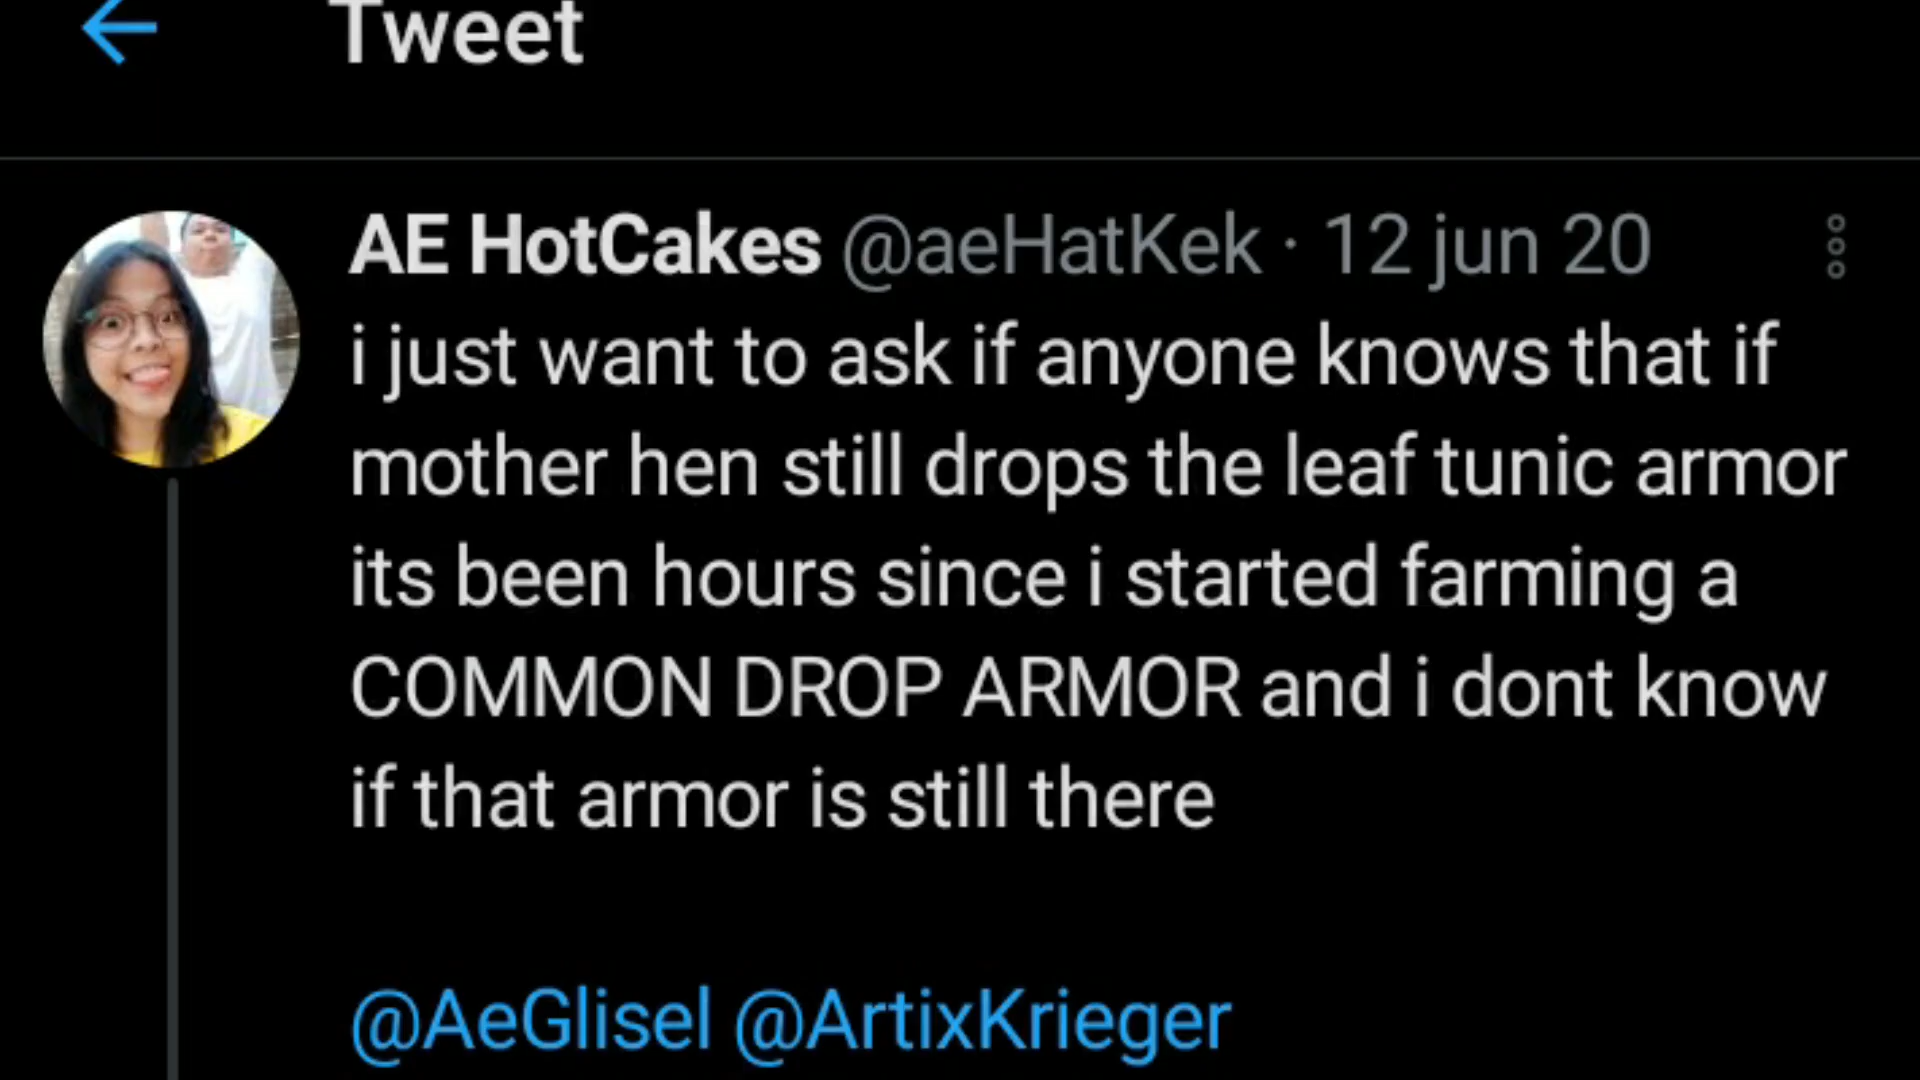 Tweet
AE HotCakes @aeHatKek · 12 jun 20
i just want to ask if anyone knows that if
mother hen still drops the leaf tunic armor
its been hours since i started farming a
COMMON DROP ARMOR and i dont know
if that armor is still there
@AeGlisel @ArtixKrieger